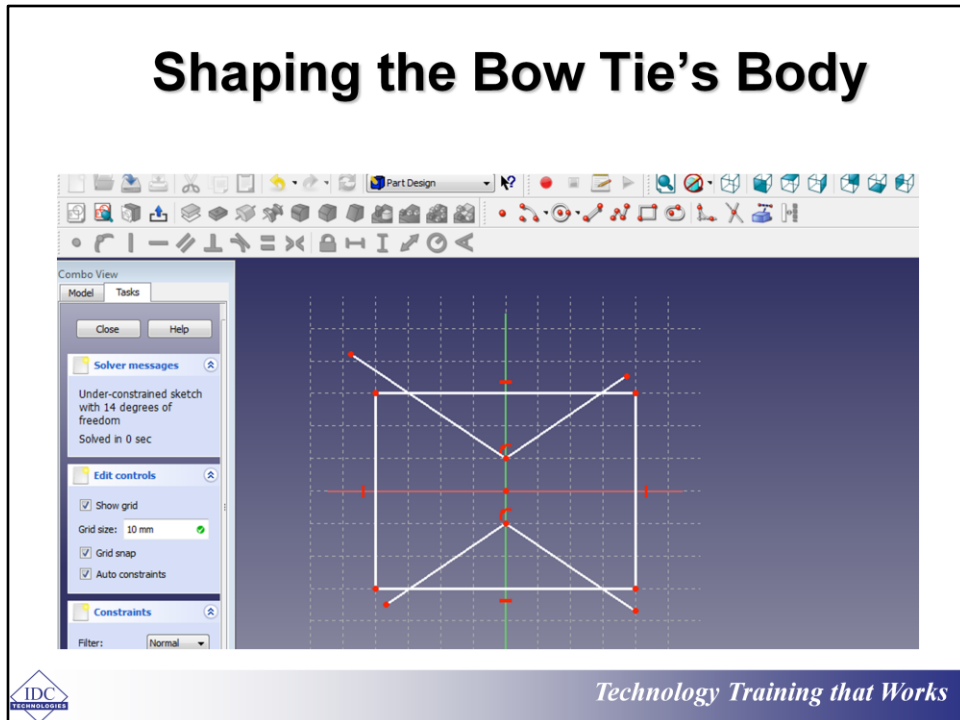 Shaping the Bow Tie's Body
Part Design
Combo View
Model Tasks
Close Help
Solver messages
Under-constrained sketch
with 14 degrees of
freedom
Solved in 0 sec
Edit controls
Show grid
Grid size: 10 mm
Grid snap
Auto constraints
Constraints
Filter: Normal
IDC
TECHNOLOGIES
Technology Training that Works